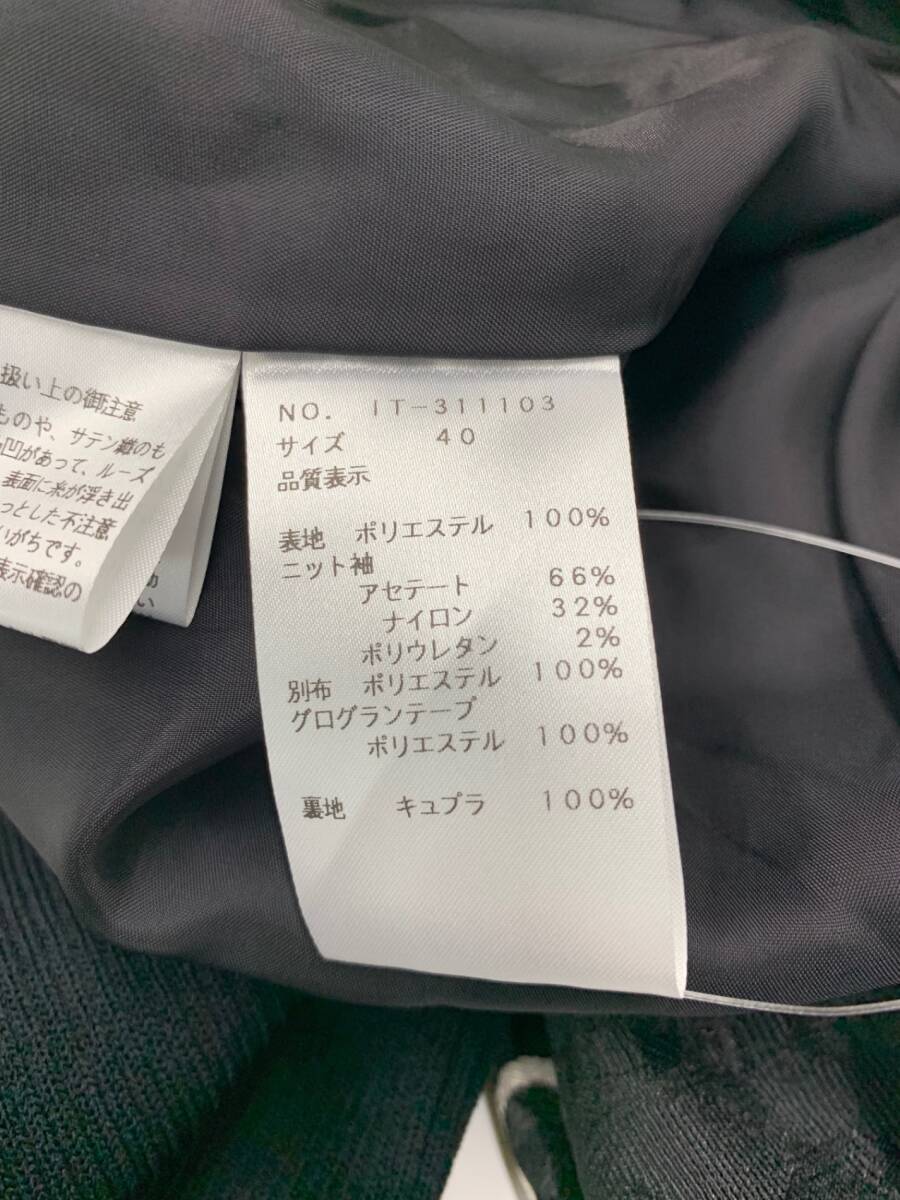 扱い上の御注意
ものや、サテン織のも
凹があって、ルーズ
表面に糸が浮き出
っとした不注意
いがちです。
表示確認の
い
NO. IT-311103
サイズ 40
品質表示
表地 ポリエステル 100%
ニット袖
アセテート 66%
ナイロン 32%
ポリウレタン 2%
別布 ポリエステル 100%
グログランテープ
ポリエステル 100%
裏地 キュプラ 100%